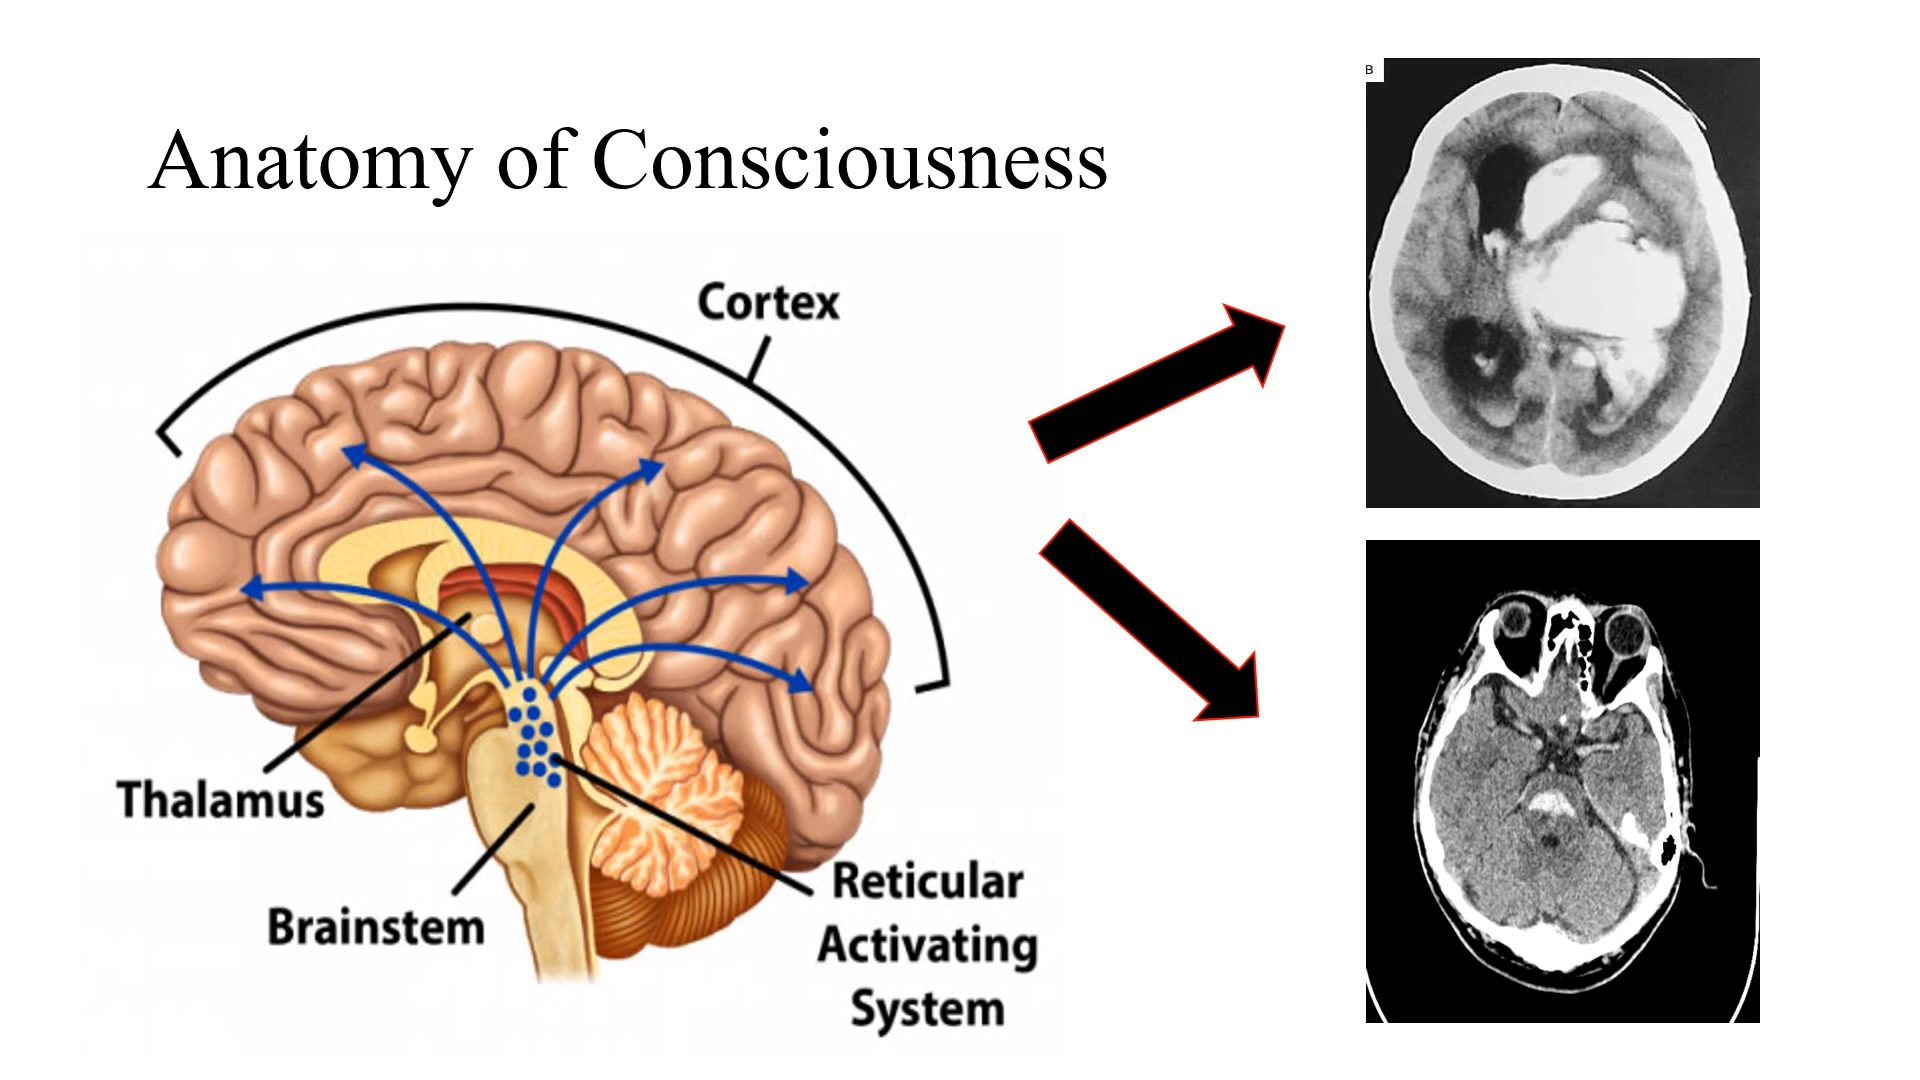 Anatomy of Consciousness
B
Cortex
Thalamus
Brainstem
Reticular
Activating
System